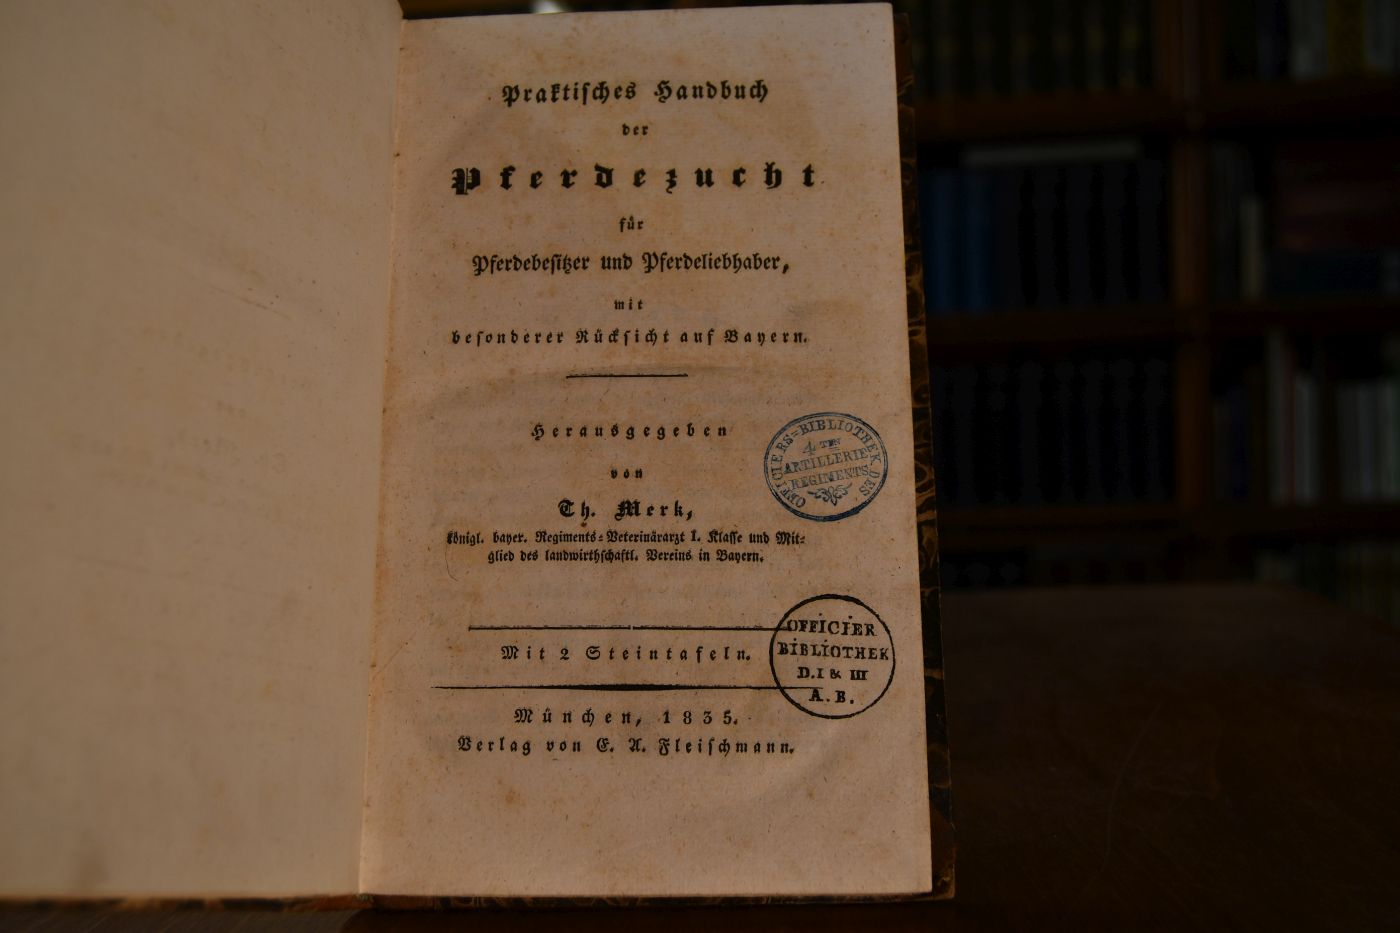 Praktisches Handbuch
der
Pferdezucht
für
Pferdebesitzer und Pferdeliebhaber,
mit
besonderer Rücksicht auf Bayern.
Herausgegeben
von
Th. Merk,
königl. bayer. Regiments-Veterinärarzt I. Klasse und Mit-
glied des landwirthschaftl. Vereins in Bayern.
OFFICIERS-BIBLIOTHEK DES
4TEN
ARTILLERIE
REGIMENTS
Mit 2 Steintafeln.
OFFICIER
BIBLIOTHEK
D. I & III
A. B.
München, 1835.
Verlag von E. A. Fleischmann.